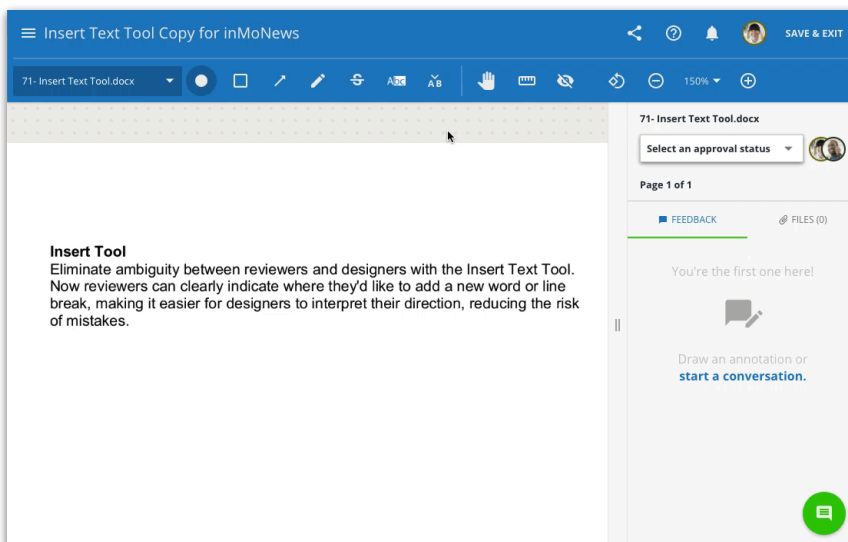 Insert Text Tool Copy for inMoNews
SAVE & EXIT
71- Insert Text Tool.docx
Abc
A B
150%
71- Insert Text Tool.docx
Select an approval status
Page 1 of 1
FEEDBACK
FILES (0)
You're the first one here!
Draw an annotation or
start a conversation.
Insert Tool
Eliminate ambiguity between reviewers and designers with the Insert Text Tool.
Now reviewers can clearly indicate where they'd like to add a new word or line
break, making it easier for designers to interpret their direction, reducing the risk
of mistakes.